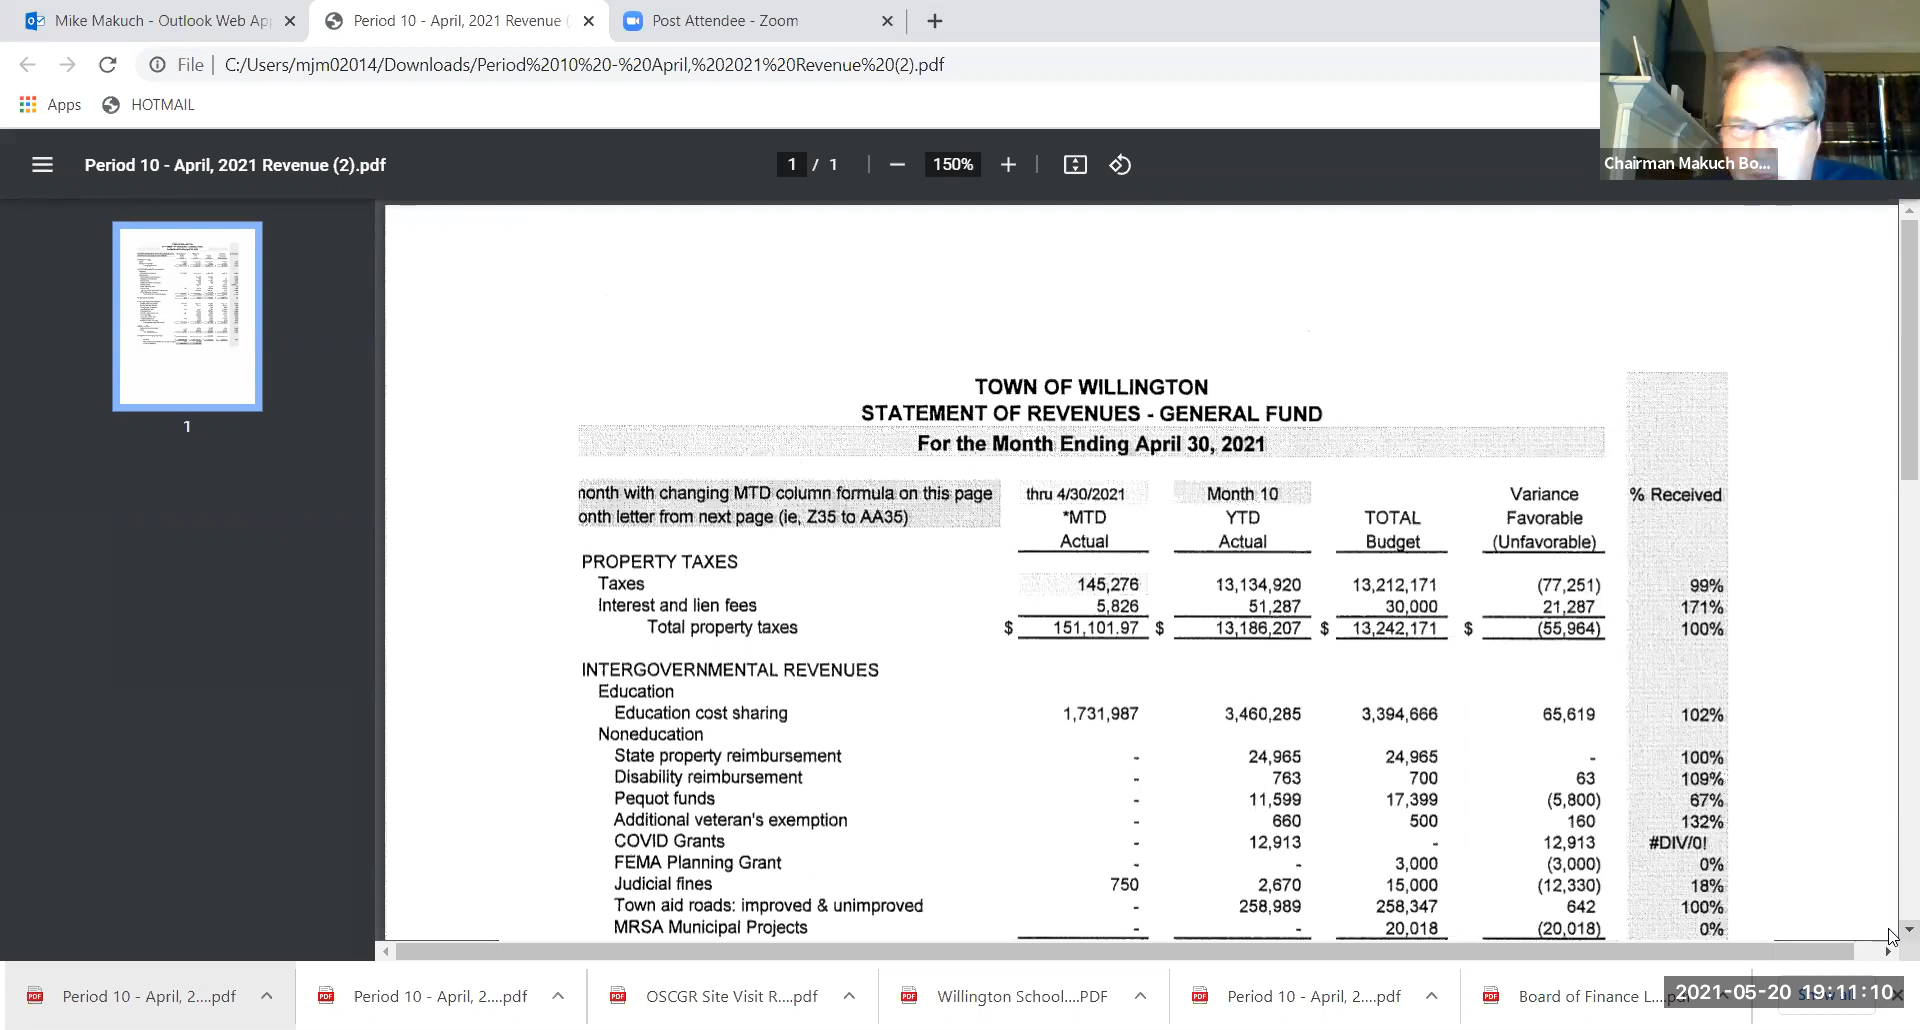 Mike Makuch - Outlook Web Ap
Period 10 - April, 2021 Revenue (
Post Attendee - Zoom
File
C:/Users/mjm02014/Downloads/Period%2010%20-%20April,%202021%20Revenue%20(2).pdf
Apps
HOTMAIL
Chairman Makuch Bo...
Period 10 - April, 2021 Revenue (2).pdf
1 / 1
150%
1
TOWN OF WILLINGTON
STATEMENT OF REVENUES - GENERAL FUND
For the Month Ending April 30, 2021
nonth with changing MTD column formula on this page thru 4/30/2021 Month 10 Variance % Received
onth letter from next page (ie, Z35 to AA35) *MTD YTD TOTAL Favorable
Actual Actual Budget (Unfavorable)
PROPERTY TAXES
Taxes 145,276 13,134,920 13,212,171 (77,251) 99%
Interest and lien fees 5,826 51,287 30,000 21,287 171%
Total property taxes $ 151,101.97 $ 13,186,207 $ 13,242,171 $ (55,964) 100%
INTERGOVERNMENTAL REVENUES
Education
Education cost sharing 1,731,987 3,460,285 3,394,666 65,619 102%
Noneducation
State property reimbursement - 24,965 24,965 - 100%
Disability reimbursement - 763 700 63 109%
Pequot funds - 11,599 17,399 (5,800) 67%
Additional veteran's exemption - 660 500 160 132%
COVID Grants - 12,913 - 12,913 #DIV/0!
FEMA Planning Grant - - 3,000 (3,000) 0%
Judicial fines 750 2,670 15,000 (12,330) 18%
Town aid roads: improved & unimproved - 258,989 258,347 642 100%
MRSA Municipal Projects - - 20,018 (20,018) 0%
Period 10 - April, 2....pdf
Period 10 - April, 2....pdf
OSCGR Site Visit R....pdf
Willington School....PDF
Period 10 - April, 2....pdf
Board of Finance L....pdf
2021-05-20 19:11:10